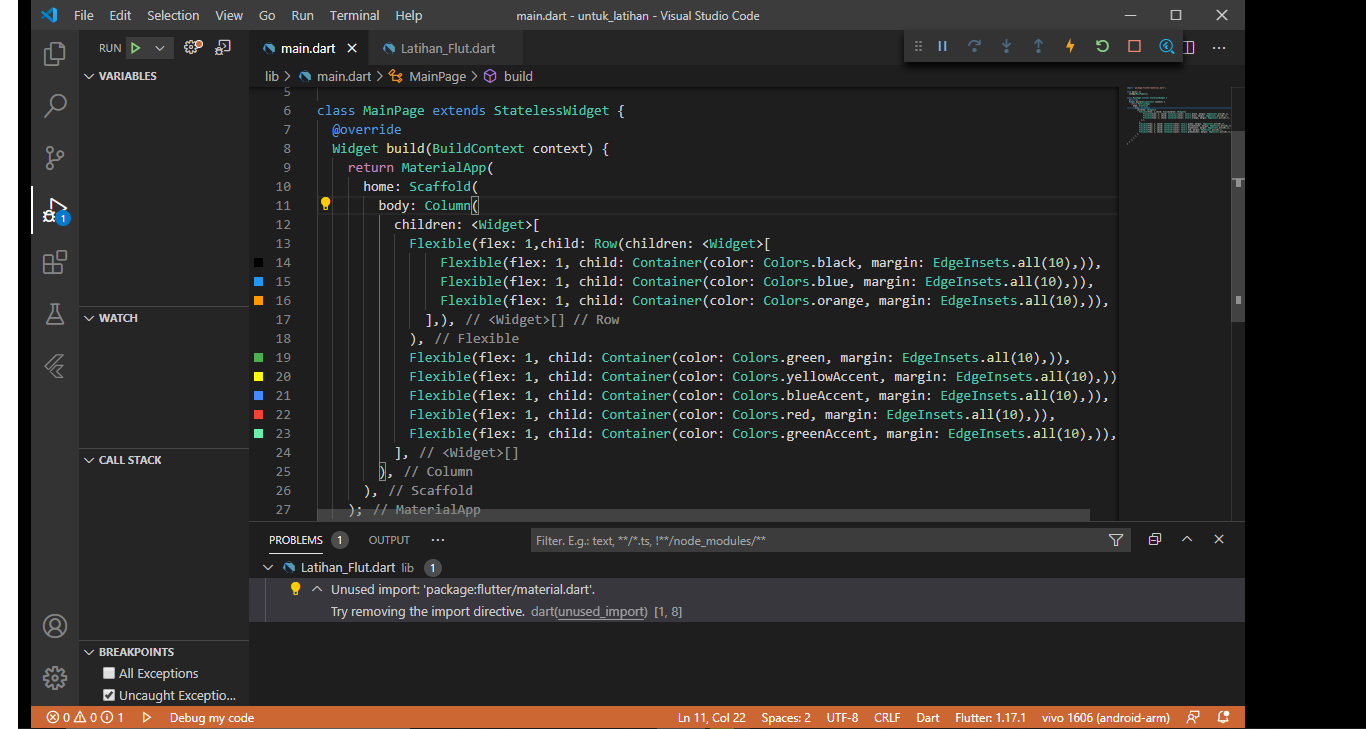 File Edit Selection View Go Run Terminal Help main.dart - untuk_latihan - Visual Studio Code
RUN main.dart Latihan_Flut.dart
VARIABLES
lib > main.dart > MainPage > build
5
6 class MainPage extends StatelessWidget {
7 @override
8 Widget build(BuildContext context) {
9 return MaterialApp(
10 home: Scaffold(
11 body: Column(
12 children: <Widget>[
13 Flexible(flex: 1,child: Row(children: <Widget>[
14 Flexible(flex: 1, child: Container(color: Colors.black, margin: EdgeInsets.all(10),)),
15 Flexible(flex: 1, child: Container(color: Colors.blue, margin: EdgeInsets.all(10),)),
16 Flexible(flex: 1, child: Container(color: Colors.orange, margin: EdgeInsets.all(10),)),
17 ],), // <Widget>[] // Row
18 ), // Flexible
19 Flexible(flex: 1, child: Container(color: Colors.green, margin: EdgeInsets.all(10),)),
20 Flexible(flex: 1, child: Container(color: Colors.yellowAccent, margin: EdgeInsets.all(10),))
21 Flexible(flex: 1, child: Container(color: Colors.blueAccent, margin: EdgeInsets.all(10),)),
22 Flexible(flex: 1, child: Container(color: Colors.red, margin: EdgeInsets.all(10),)),
23 Flexible(flex: 1, child: Container(color: Colors.greenAccent, margin: EdgeInsets.all(10),)),
24 ], // <Widget>[]
25 ), // Column
26 ), // Scaffold
27 ); // MaterialApp
1
WATCH
CALL STACK
BREAKPOINTS
All Exceptions
Uncaught Exceptio...
PROBLEMS 1 OUTPUT ··· Filter. E.g.: text, **/*.ts, !**/node_modules/**
Latihan_Flut.dart lib 1
Unused import: 'package:flutter/material.dart'.
Try removing the import directive. dart(unused_import) [1, 8]
0 0 1 Debug my code Ln 11, Col 22 Spaces: 2 UTF-8 CRLF Dart Flutter: 1.17.1 vivo 1606 (android-arm)